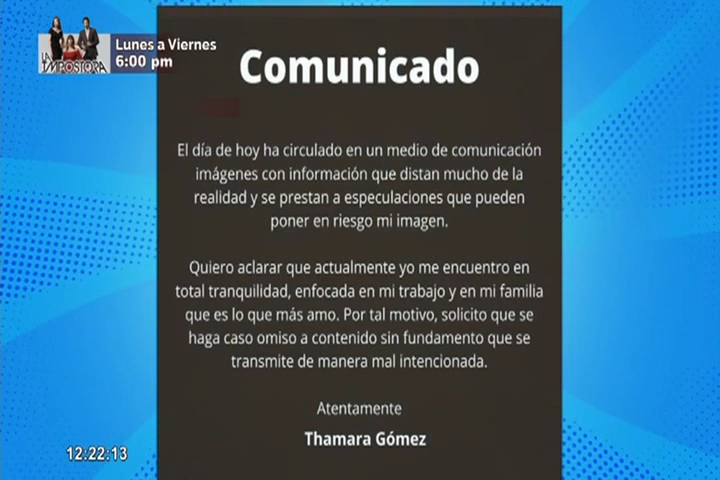 Lunes a Viernes
LA IMPOSTORA
6:00 pm
Comunicado
El día de hoy ha circulado en un medio de comunicación
imágenes con información que distan mucho de la
realidad y se prestan a especulaciones que pueden
poner en riesgo mi imagen.
Quiero aclarar que actualmente yo me encuentro en
total tranquilidad, enfocada en mi trabajo y en mi familia
que es lo que más amo. Por tal motivo, solicito que se
haga caso omiso a contenido sin fundamento que se
transmite de manera mal intencionada.
Atentamente
Thamara Gómez
12:22:13